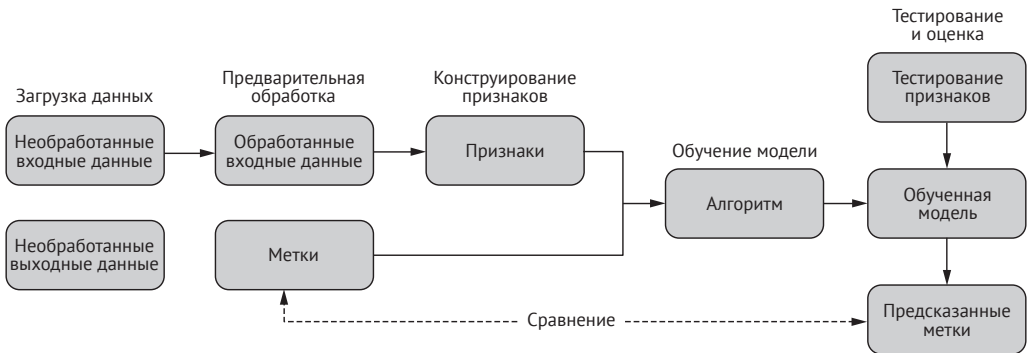 Тестирование
и оценка
Тестирование
признаков
Загрузка данных
Предварительная
обработка
Конструирование
признаков
Необработанные
входные данные
Обработанные
входные данные
Признаки
Обучение модели
Алгоритм
Обученная
модель
Необработанные
выходные данные
Метки
Сравнение
Предсказанные
метки